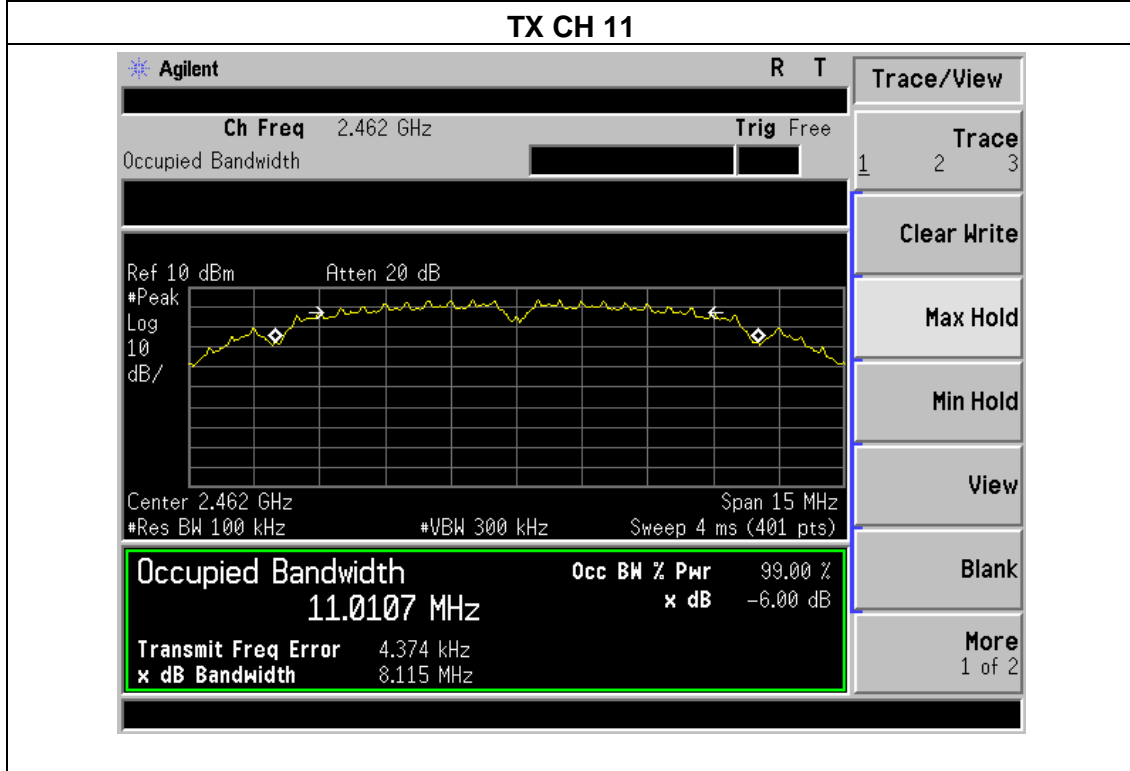 TX CH 11
Agilent R T
Ch Freq 2.462 GHz Trig Free
Occupied Bandwidth
Ref 10 dBm Atten 20 dB
#Peak
Log
10
dB/
Center 2.462 GHz Span 15 MHz
#Res BW 100 kHz #VBW 300 kHz Sweep 4 ms (401 pts)
Occupied Bandwidth Occ BW % Pwr 99.00 %
11.0107 MHz x dB -6.00 dB
Transmit Freq Error 4.374 kHz
x dB Bandwidth 8.115 MHz
Trace/View
Trace
1 2 3
Clear Write
Max Hold
Min Hold
View
Blank
More
1 of 2